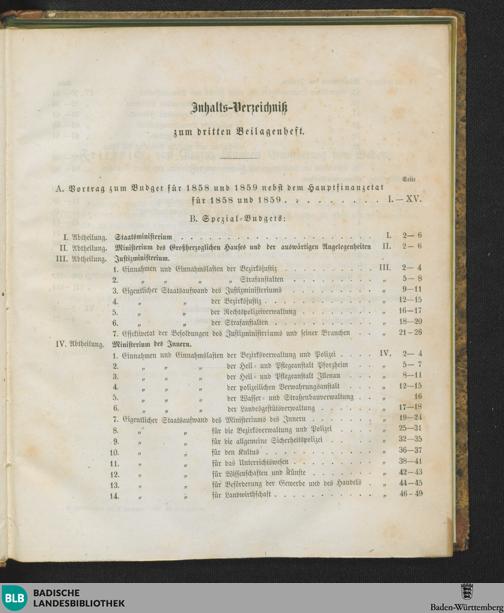 Inhalts-Verzeichniß
zum dritten Beilagenheft.
Seite
A. Vortrag zum Budget für 1858 und 1859 nebst dem Hauptfinanzetat
für 1858 und 1859 . . . . . . . . . . I.—XV.
B. Spezial-Budgets:
I. Abtheilung. Staatsministerium . . . . . . . . . . I. 2— 6
II. Abtheilung. Ministerium des Großherzoglichen Hauses und der auswärtigen Angelegenheiten II. 2— 6
III. Abtheilung. Justizministerium.
1. Einnahmen und Einnahmslasten der Bezirksjustiz . . . . . III. 2— 4
2. „ „ „ „ Strafanstalten . . . . „ 5— 8
3. Eigentlicher Staatsaufwand des Justizministeriums . . . . „ 9—11
4. „ „ der Bezirksjustiz . . . . „ 12—15
5. „ „ der Rechtspolizeiverwaltung . . . . „ 16—17
6. „ „ der Strafanstalten . . . . „ 18—20
7. Effektivetat der Besoldungen des Justizministeriums und seiner Branchen . . „ 21—26
IV. Abtheilung. Ministerium des Innern.
1. Einnahmen und Einnahmslasten der Bezirksverwaltung und Polizei . . . IV. 2— 4
2. „ „ „ der Heil- und Pflegeanstalt Pforzheim . . „ 5— 7
3. „ „ „ der Heil- und Pflegeanstalt Illenau . . „ 8—11
4. „ „ „ der polizeilichen Verwahrungsanstalt . . „ 12—15
5. „ „ „ der Wasser- und Straßenbauverwaltung . . „ 16
6. „ „ „ der Landesgestütsverwaltung . . . „ 17—18
7. Eigentlicher Staatsaufwand des Ministeriums des Innern . . . . „ 19—24
8. „ „ für die Bezirksverwaltung und Polizei . . . „ 25—31
9. „ „ für die allgemeine Sicherheitspolizei . . . „ 32—35
10. „ „ für den Kultus . . . . . „ 36—37
11. „ „ für das Unterrichtswesen . . . . „ 38—41
12. „ „ für Wissenschaften und Künste . . . . „ 42—43
13. „ „ für Beförderung der Gewerbe und des Handels . . „ 44—45
14. „ „ für Landwirthschaft . . . . . „ 46-49
BLB BADISCHE
LANDESBIBLIOTHEK
Baden-Württemberg